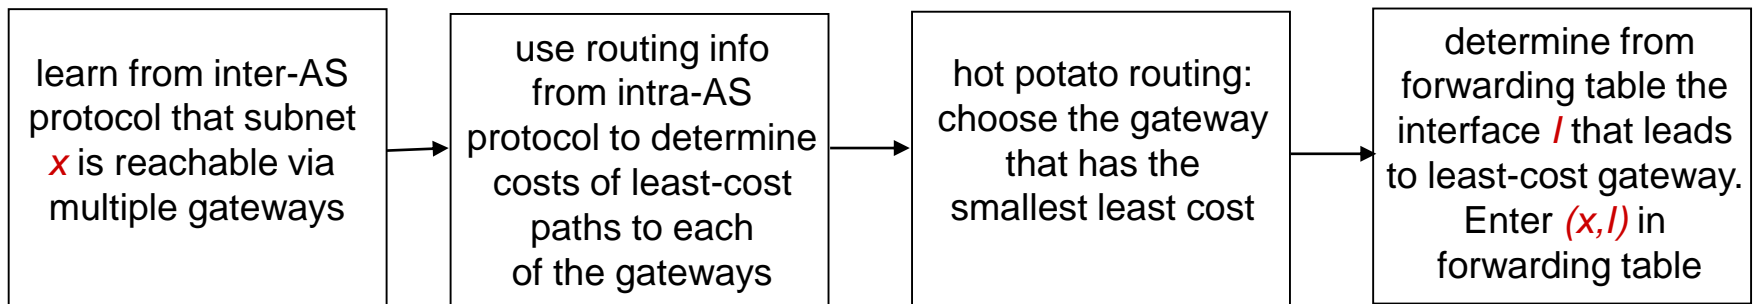 learn from inter-AS
protocol that subnet
x is reachable via
multiple gateways
use routing info
from intra-AS
protocol to determine
costs of least-cost
paths to each
of the gateways
hot potato routing:
choose the gateway
that has the
smallest least cost
determine from
forwarding table the
interface I that leads
to least-cost gateway.
Enter (x,I) in
forwarding table